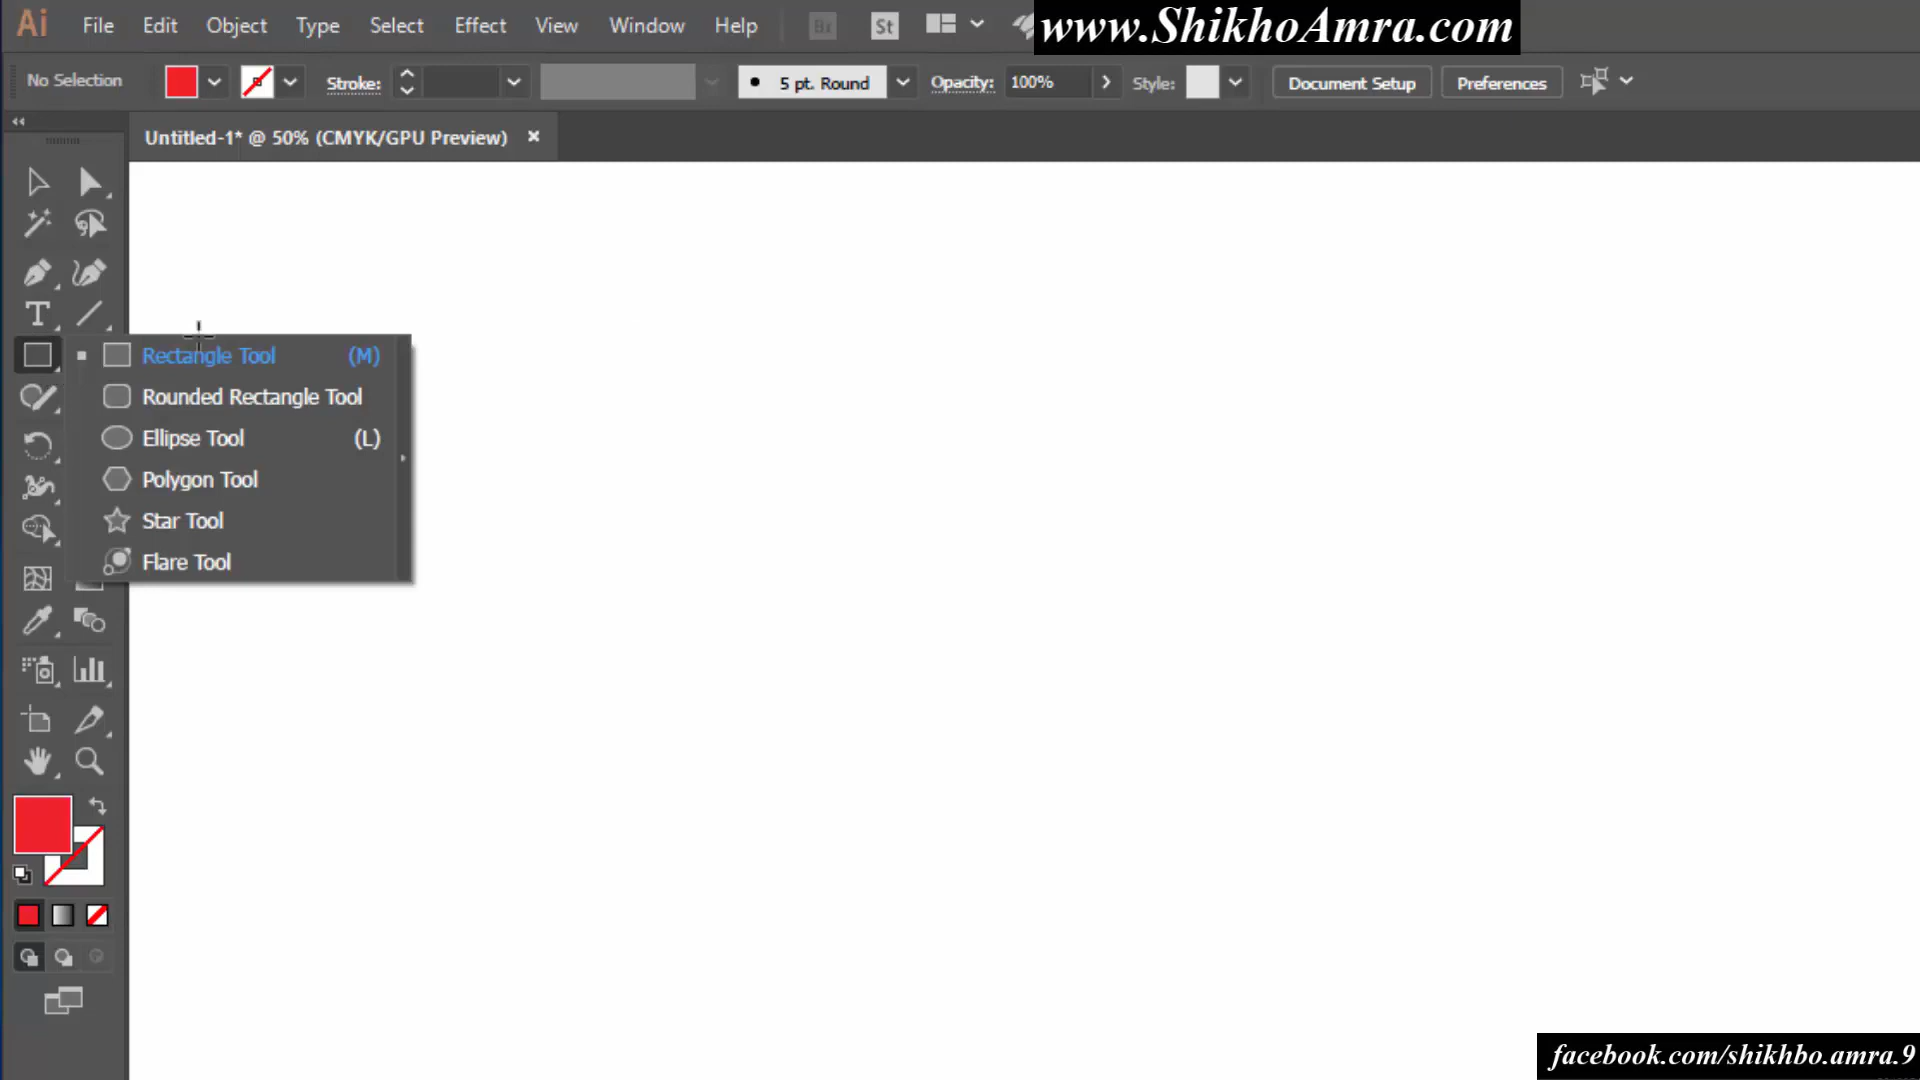 Ai File Edit Object Type Select Effect View Window Help Br St
www.ShikhoAmra.com
No Selection Stroke: 5 pt. Round Opacity: 100% Style: Document Setup Preferences
Untitled-1* @ 50% (CMYK/GPU Preview)
T
Rectangle Tool (M)
Rounded Rectangle Tool
Ellipse Tool (L)
Polygon Tool
Star Tool
Flare Tool
facebook.com/shikhbo.amra.9